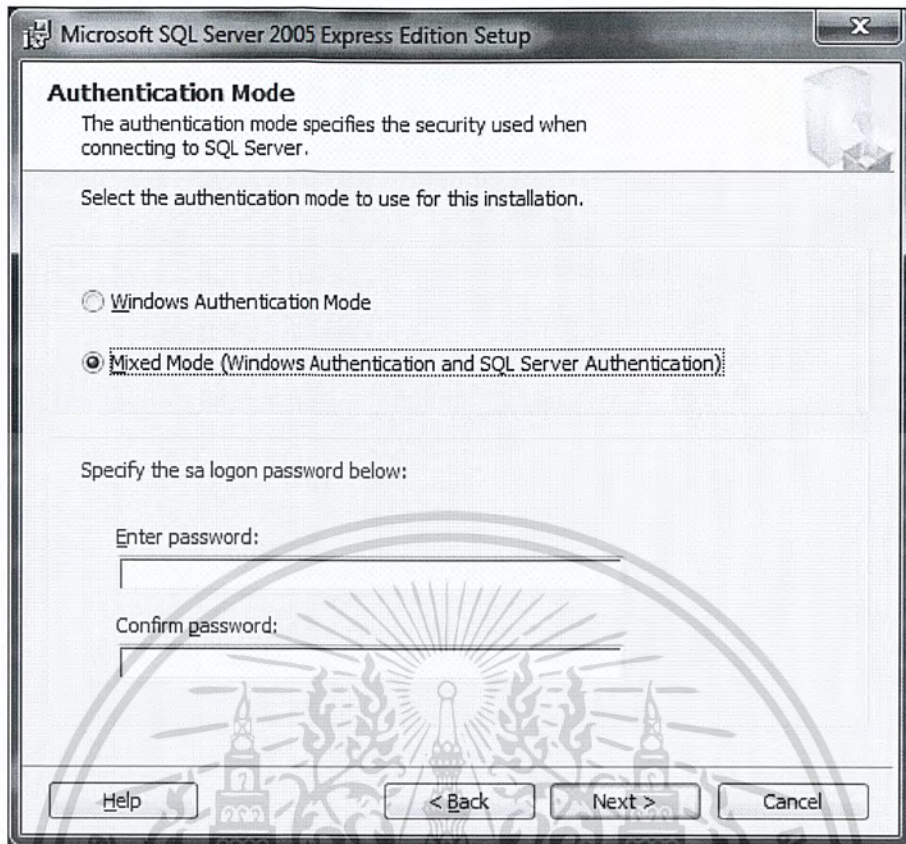 Microsoft SQL Server 2005 Express Edition Setup
X
Authentication Mode
The authentication mode specifies the security used when
connecting to SQL Server.
Select the authentication mode to use for this installation.
Windows Authentication Mode
Mixed Mode (Windows Authentication and SQL Server Authentication)
Specify the sa logon password below:
Enter password:
Confirm password:
Help < Back Next > Cancel